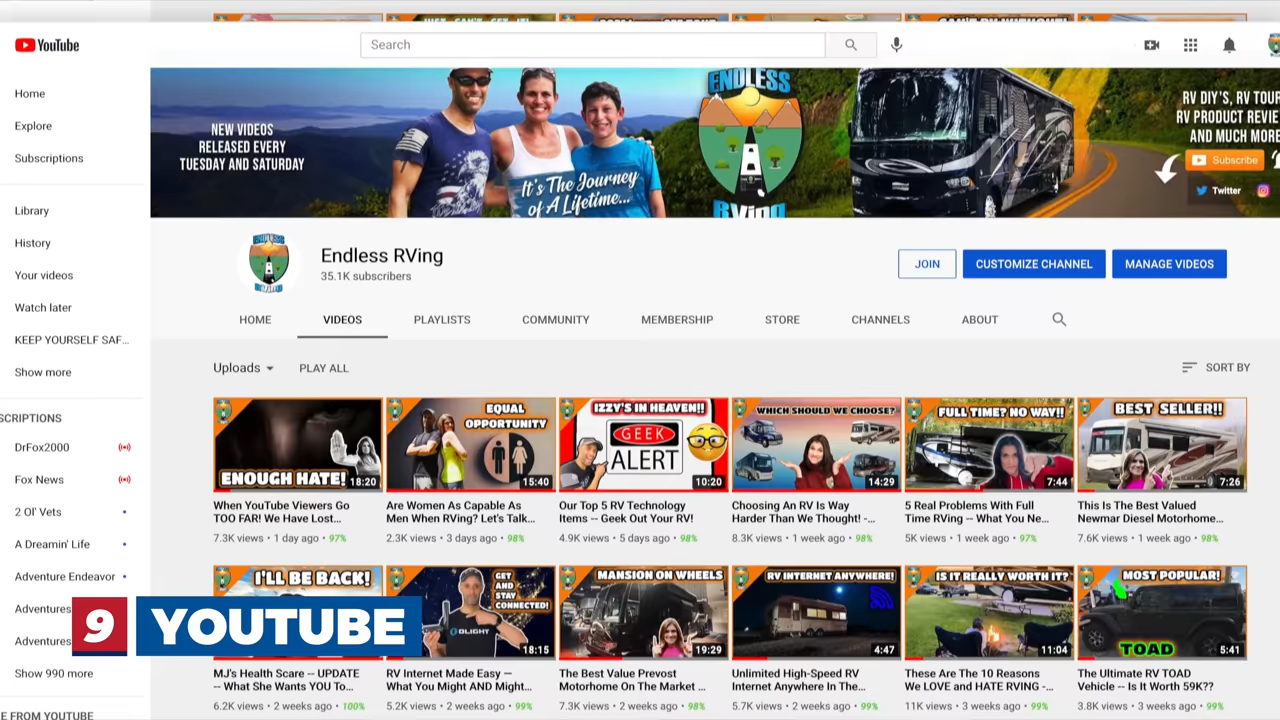 YouTube
Search
Home
Explore
Subscriptions
Library
History
Your videos
Watch later
KEEP YOURSELF SAF...
Show more
SCRIPTIONS
DrFox2000
Fox News
2 Ol' Vets
A Dreamin' Life
Adventure Endeavor
Adventures
Adventures
Show 990 more
E FROM YOUTUBE
NEW VIDEOS
RELEASED EVERY
TUESDAY AND SATURDAY
It's The Journey
of A Lifetime...
ENDLESS
RVing
RV DIY'S, RV TOUR
RV PRODUCT REVIE
AND MUCH MORE
Subscribe
Twitter
Endless RVing
35.1K subscribers
JOIN
CUSTOMIZE CHANNEL
MANAGE VIDEOS
HOME
VIDEOS
PLAYLISTS
COMMUNITY
MEMBERSHIP
STORE
CHANNELS
ABOUT
Uploads
PLAY ALL
SORT BY
ENOUGH HATE!
18:20
When YouTube Viewers Go
TOO FAR! We Have Lost...
7.3K views • 1 day ago • 97%
EQUAL
OPPORTUNITY
15:40
Are Women As Capable As
Men When RVing? Let's Talk...
2.3K views • 3 days ago • 98%
IZZY'S IN HEAVEN!!
GEEK
ALERT
10:20
Our Top 5 RV Technology
Items -- Geek Out Your RV!
4.9K views • 5 days ago • 98%
WHICH SHOULD WE CHOOSE?
14:29
Choosing An RV Is Way
Harder Than We Thought! -...
8.3K views • 1 week ago • 98%
FULL TIME? NO WAY!!
7:44
5 Real Problems With Full
Time RVing -- What You Ne...
5K views • 1 week ago • 97%
BEST SELLER!!
7:26
This Is The Best Valued
Newmar Diesel Motorhome...
7.6K views • 1 week ago • 98%
I'LL BE BACK!
MJ's Health Scare -- UPDATE
-- What She Wants YOU To...
6.2K views • 2 weeks ago • 100%
GET
AND
STAY
CONNECTED!
OLIGHT
18:15
RV Internet Made Easy —
What You Might AND Might...
5.2K views • 2 weeks ago • 99%
MANSION ON WHEELS
19:29
The Best Value Prevost
Motorhome On The Market ...
7.3K views • 2 weeks ago • 98%
RV INTERNET ANYWHERE!
4:47
Unlimited High-Speed RV
Internet Anywhere In The...
5.7K views • 2 weeks ago • 99%
IS IT REALLY WORTH IT?
11:04
These Are The 10 Reasons
We LOVE and HATE RVING -...
11K views • 3 weeks ago • 99%
MOST POPULAR!
TOAD
5:41
The Ultimate RV TOAD
Vehicle -- Is It Worth 59K??
3.8K views • 3 weeks ago • 99%
9 YOUTUBE